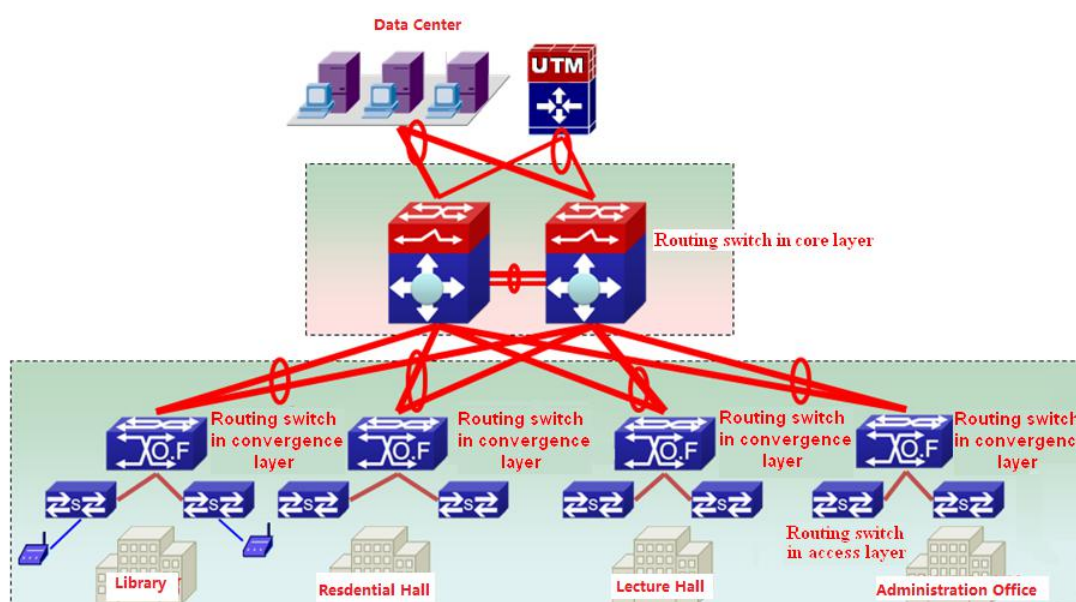 Data Center
UTM
Routing switch in core layer
Routing switch
in convergence
layer
Routing switch
in convergence
layer
Routing switch
in convergence
layer
Routing switch
in convergence
layer
O.F
O.F
O.F
O.F
S
S
S
S
S
S
S
S
Routing switch
in access layer
Library
Resdential Hall
Lecture Hall
Administration Office